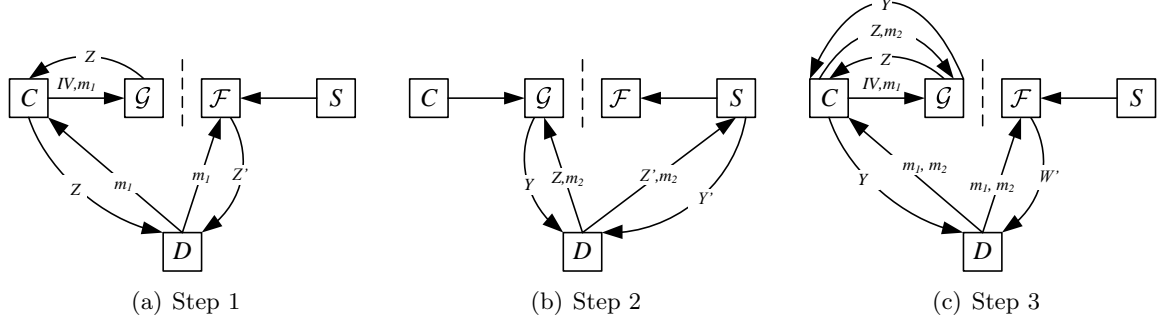 Z
IV,m1
C
G
F
S
Z
m1
m1
Z'
D
(a) Step 1
C
G
F
S
Y
Z,m2
Z',m2
Y'
D
(b) Step 2
Y
Z,m2
Z
IV,m1
C
G
F
S
Y
m1, m2
m1, m2
W'
D
(c) Step 3